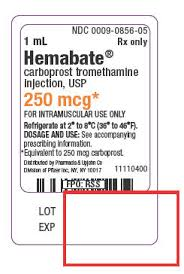 NDC 0009-0856-05
1 mL Rx only
Hemabate®
carboprost tromethamine
injection, USP
250 mcg*
FOR INTRAMUSCULAR USE ONLY
Refrigerate at 2° to 8°C (36° to 46°F).
DOSAGE AND USE: See accompanying
prescribing information.
*Equivalent to 250 mcg carboprost.
Distributed by Pharmacia & Upjohn Co
Division of Pfizer Inc, NY, NY 10017 11110400
FPO: RSS
LOT
EXP